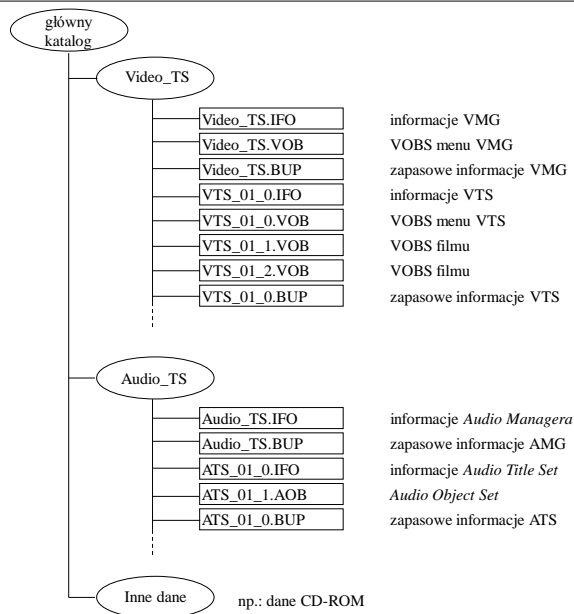 główny
katalog
Video_TS
Video_TS.IFO informacje VMG
Video_TS.VOB VOBS menu VMG
Video_TS.BUP zapasowe informacje VMG
VTS_01_0.IFO informacje VTS
VTS_01_0.VOB VOBS menu VTS
VTS_01_1.VOB VOBS filmu
VTS_01_2.VOB VOBS filmu
VTS_01_0.BUP zapasowe informacje VTS
Audio_TS
Audio_TS.IFO informacje Audio Managera
Audio_TS.BUP zapasowe informacje AMG
ATS_01_0.IFO informacje Audio Title Set
ATS_01_1.AOB Audio Object Set
ATS_01_0.BUP zapasowe informacje ATS
Inne dane np.: dane CD-ROM